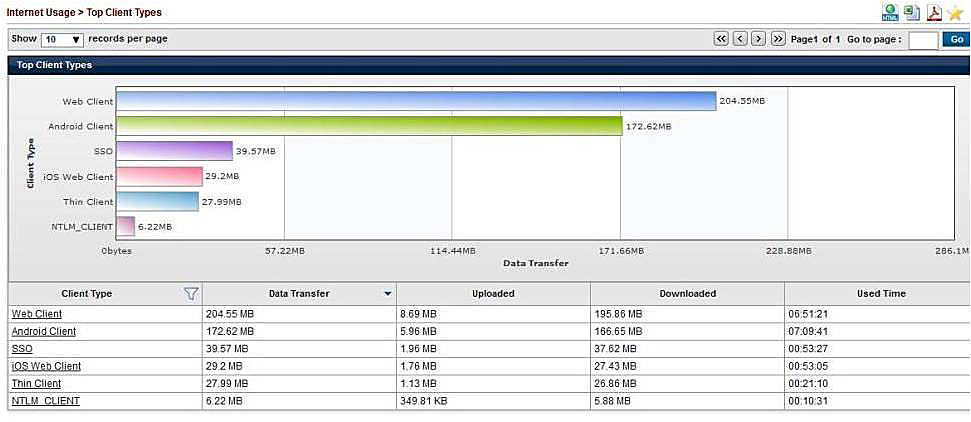 Internet Usage > Top Client Types
HTML
Show 10 records per page
Page1 of 1 Go to page : Go
Top Client Types
Client Type
Web Client 204.55MB
Android Client 172.62MB
SSO 39.57MB
iOS Web Client 29.2MB
Thin Client 27.99MB
NTLM_CLIENT 6.22MB
0bytes 57.22MB 114.44MB 171.66MB 228.88MB 286.1M
Data Transfer
Client Type Data Transfer Uploaded Downloaded Used Time
Web Client 204.55 MB 8.69 MB 195.86 MB 06:51:21
Android Client 172.62 MB 5.96 MB 166.65 MB 07:09:41
SSO 39.57 MB 1.96 MB 37.62 MB 00:53:27
iOS Web Client 29.2 MB 1.76 MB 27.43 MB 00:53:05
Thin Client 27.99 MB 1.13 MB 26.86 MB 00:21:10
NTLM_CLIENT 6.22 MB 349.81 KB 5.88 MB 00:10:31